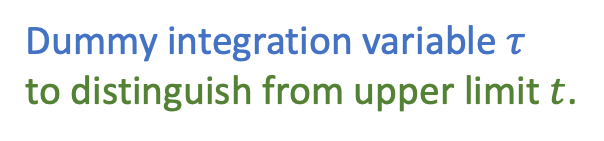 Dummy integration variable τ
to distinguish from upper limit t.